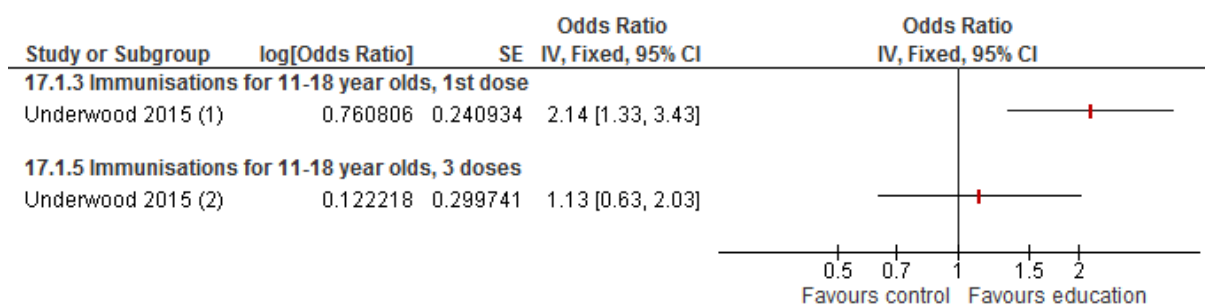 Odds Ratio Odds Ratio
Study or Subgroup log[Odds Ratio] SE IV, Fixed, 95% CI IV, Fixed, 95% CI
17.1.3 Immunisations for 11-18 year olds, 1st dose
Underwood 2015 (1) 0.760806 0.240934 2.14 [1.33, 3.43]
17.1.5 Immunisations for 11-18 year olds, 3 doses
Underwood 2015 (2) 0.122218 0.299741 1.13 [0.63, 2.03]
0.5 0.7 1 1.5 2
Favours control Favours education